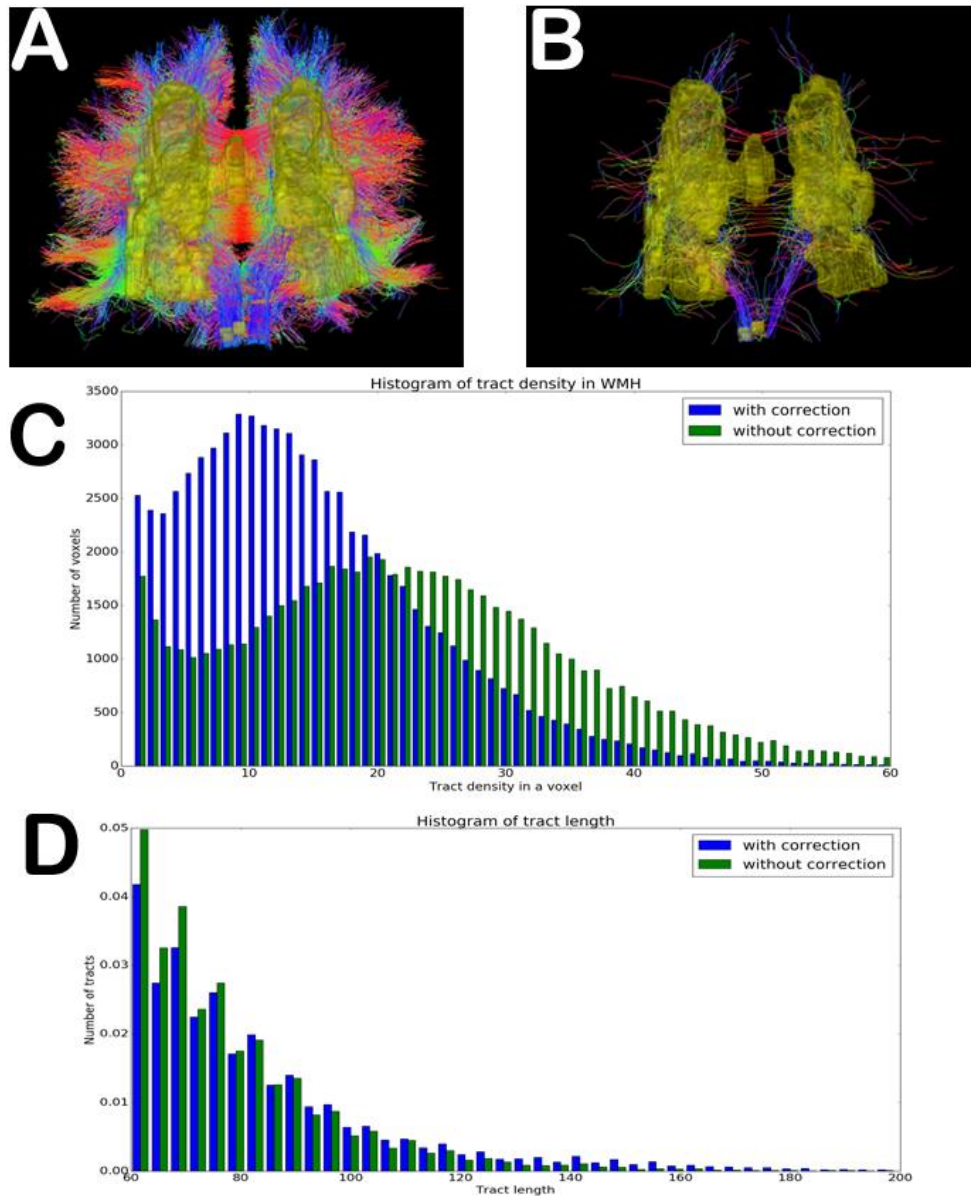 A
B
C
Histogram of tract density in WMH
with correction
without correction
Number of voxels
3500
3000
2500
2000
1500
1000
500
0
0 10 20 30 40 50 60
Tract density in a voxel
D
Histogram of tract length
with correction
without correction
Number of tracts
0.05
0.04
0.03
0.02
0.01
0.00
60 80 100 120 140 160 180 200
Tract length